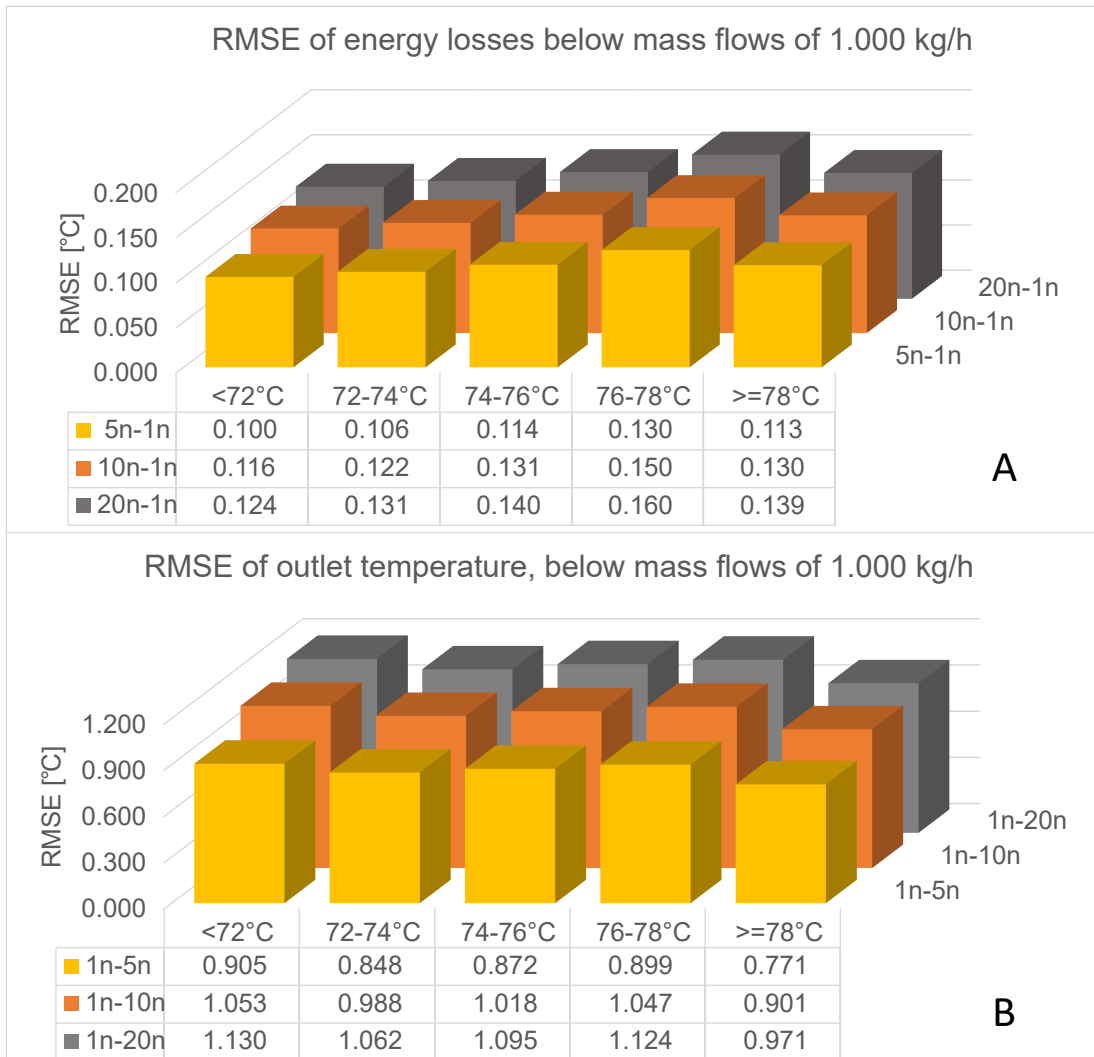 RMSE of energy losses below mass flows of 1.000 kg/h
RMSE [°C]
0.200
0.150
0.100
0.050
0.000
20n-1n
10n-1n
5n-1n
<72°C 72-74°C 74-76°C 76-78°C >=78°C
5n-1n 0.100 0.106 0.114 0.130 0.113
10n-1n 0.116 0.122 0.131 0.150 0.130
20n-1n 0.124 0.131 0.140 0.160 0.139
A
RMSE of outlet temperature, below mass flows of 1.000 kg/h
RMSE [°C]
1.200
0.900
0.600
0.300
0.000
1n-20n
1n-10n
1n-5n
<72°C 72-74°C 74-76°C 76-78°C >=78°C
1n-5n 0.905 0.848 0.872 0.899 0.771
1n-10n 1.053 0.988 1.018 1.047 0.901
1n-20n 1.130 1.062 1.095 1.124 0.971
B